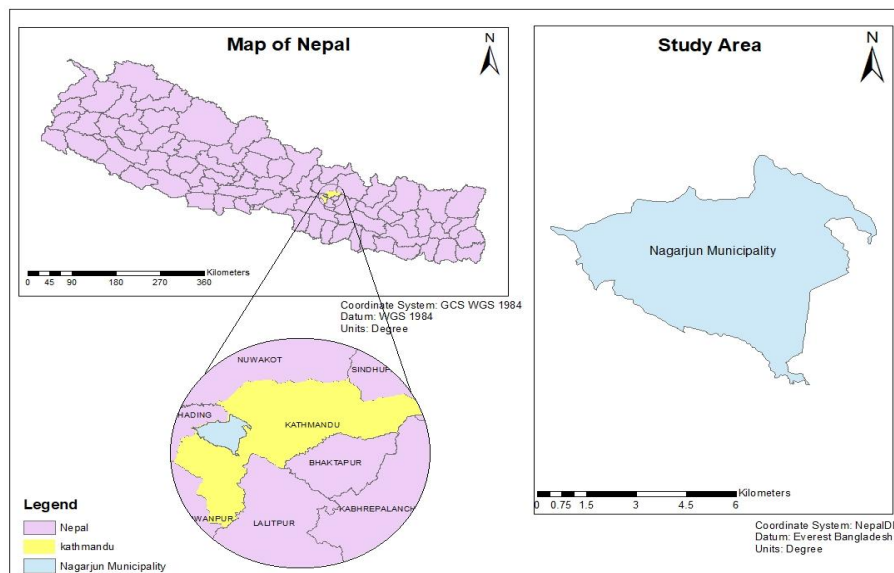 Map of Nepal
N
0 45 90 180 270 360
Kilometers
Coordinate System: GCS WGS 1984
Datum: WGS 1984
Units: Degree
NUWAKOT
SINDHUP
HADING
KATHMANDU
BHAKTAPUR
KABHREPALANCH
WANPUR
LALITPUR
Legend
Nepal
kathmandu
Nagarjun Municipality
Study Area
N
Nagarjun Municipality
0 0.75 1.5 3 4.5 6
Kilometers
Coordinate System: NepalDI
Datum: Everest Bangladesh
Units: Degree